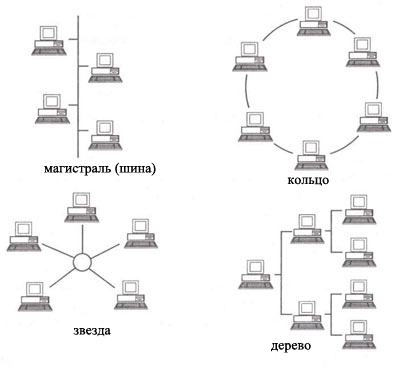 магистраль (шина)
кольцо
звезда
дерево